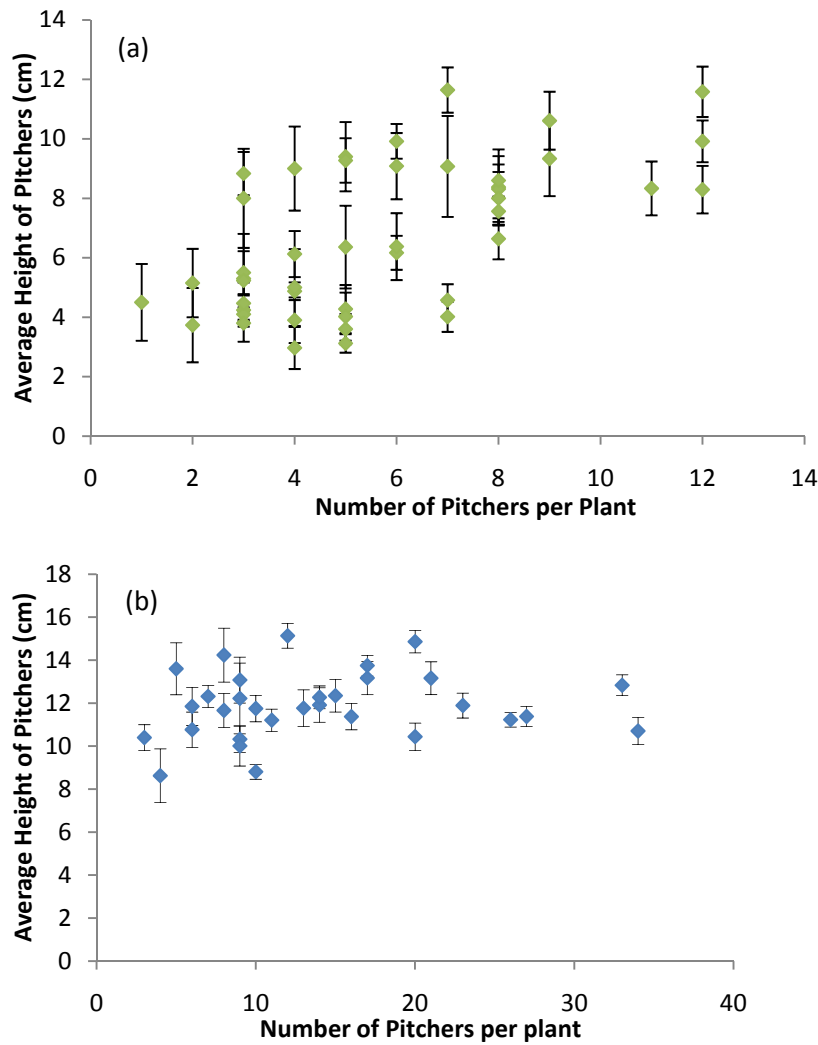 (a)
Average Height of PItchers (cm)
14
12
10
8
6
4
2
0
0 2 4 6 8 10 12 14
Number of Pitchers per Plant
(b)
Average Height of Pitchers (cm)
18
16
14
12
10
8
6
4
2
0
0 10 20 30 40
Number of Pitchers per plant